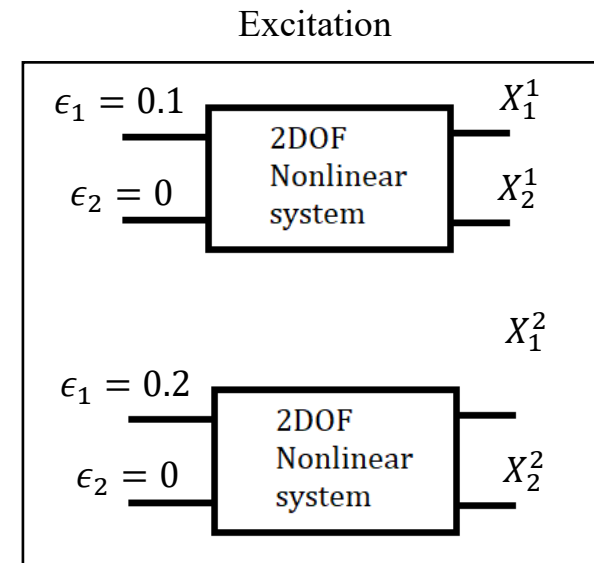 Excitation
ϵ₁ = 0.1
X₁¹
2DOF
Nonlinear
system
ϵ₂ = 0
X₂¹
X₁²
ϵ₁ = 0.2
2DOF
Nonlinear
system
ϵ₂ = 0
X₂²